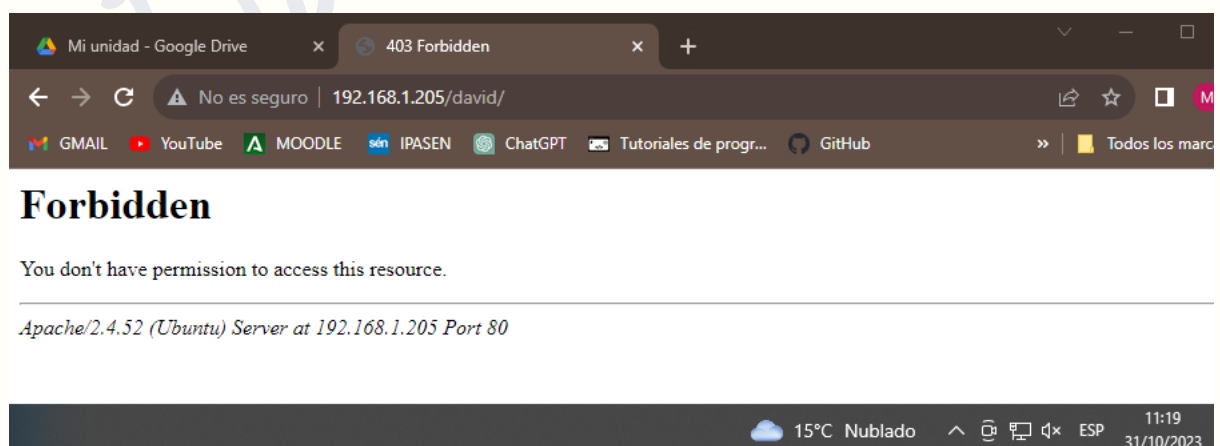 Mi unidad - Google Drive
403 Forbidden
No es seguro
192.168.1.205/david/
M
GMAIL
YouTube
MOODLE
sén IPASEN
ChatGPT
Tutoriales de progr...
GitHub
»
Todos los marc
Forbidden
You don't have permission to access this resource.
Apache/2.4.52 (Ubuntu) Server at 192.168.1.205 Port 80
15°C Nublado
ESP
11:19
31/10/2023